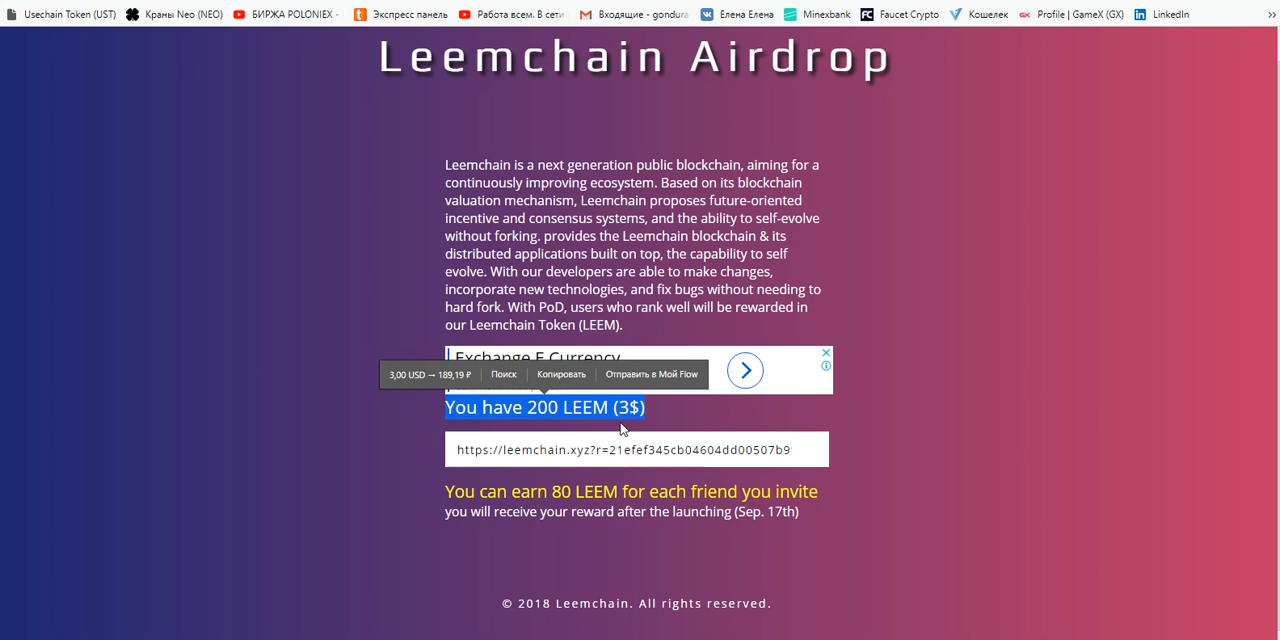 Usechain Token (UST) Краны Neo (NEO) БИРЖА POLONIEX - Экспресс панель Работа всем. В сети Входящие - gondura Елена Елена Minexbank Faucet Crypto Кошелек Profile | GameX (GX) LinkedIn »
Leemchain Airdrop
Leemchain is a next generation public blockchain, aiming for a
continuously improving ecosystem. Based on its blockchain
valuation mechanism, Leemchain proposes future-oriented
incentive and consensus systems, and the ability to self-evolve
without forking. provides the Leemchain blockchain & its
distributed applications built on top, the capability to self
evolve. With our developers are able to make changes,
incorporate new technologies, and fix bugs without needing to
hard fork. With PoD, users who rank well will be rewarded in
our Leemchain Token (LEEM).
Exchange E Currency
3,00 USD → 189,19 ₽ Поиск Копировать Отправить в Мой Flow
You have 200 LEEM (3$)
https://leemchain.xyz?r=21efef345cb04604dd00507b9
You can earn 80 LEEM for each friend you invite
you will receive your reward after the launching (Sep. 17th)
© 2018 Leemchain. All rights reserved.